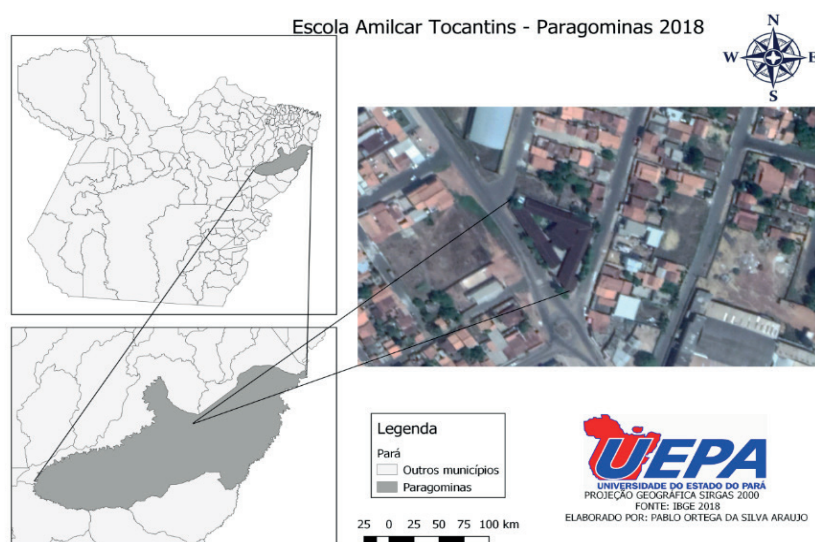 Escola Amilcar Tocantins - Paragominas 2018
N
W E
S
Legenda
Pará
Outros municípios
Paragominas
25 0 25 50 75 100 km
UEPA
UNIVERSIDADE DO ESTADO DO PARÁ
PROJEÇÃO GEOGRÁFICA SIRGAS 2000
FONTE: IBGE 2018
ELABORADO POR: PABLO ORTEGA DA SILVA ARAUJO